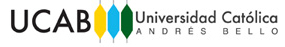 UCAB
Universidad Católica
ANDRÉS BELLO